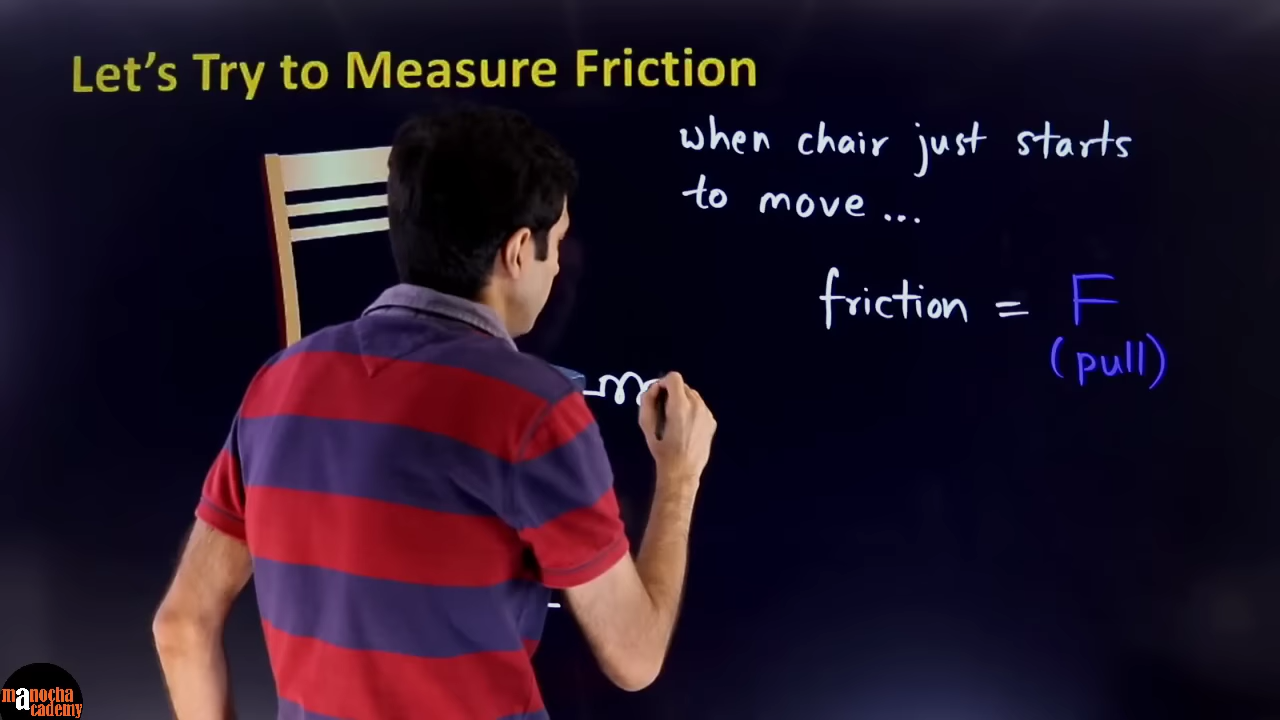 Let's Try to Measure Friction
when chair just starts
to move...
friction = F
(pull)
manocha
academy